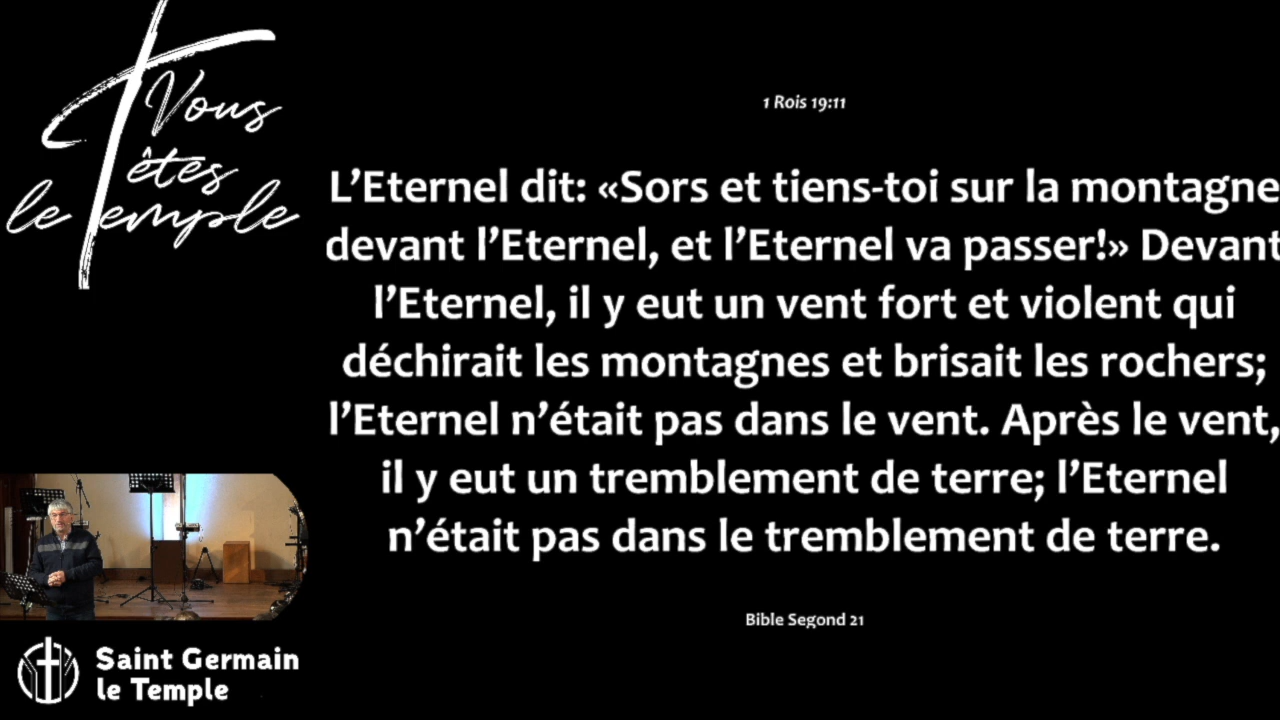 Vous
êtes
le Temple
1 Rois 19:11
L’Eternel dit: «Sors et tiens-toi sur la montagne
devant l’Eternel, et l’Eternel va passer!» Devant
l’Eternel, il y eut un vent fort et violent qui
déchirait les montagnes et brisait les rochers;
l’Eternel n’était pas dans le vent. Après le vent,
il y eut un tremblement de terre; l’Eternel
n’était pas dans le tremblement de terre.
Bible Segond 21
Saint Germain
le Temple